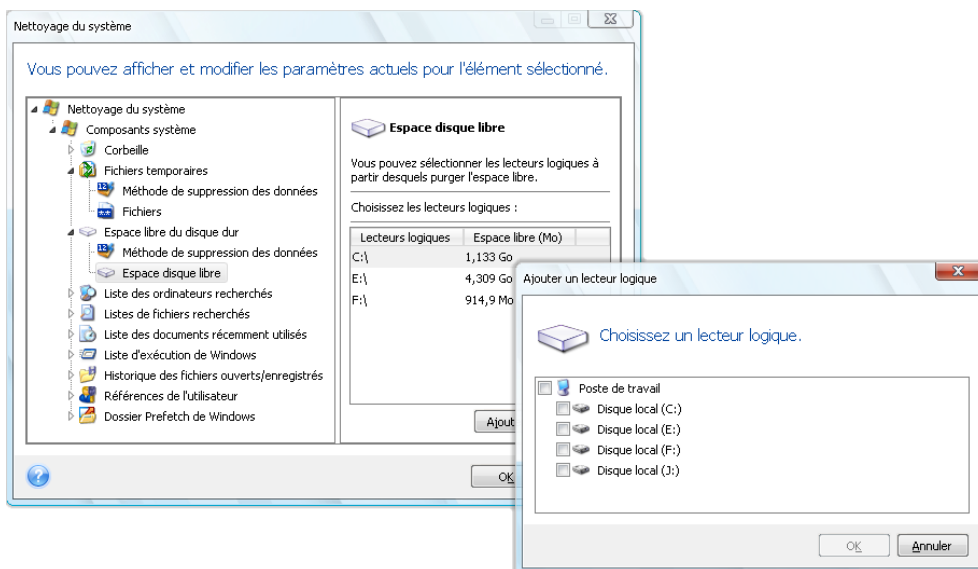 Nettoyage du système
Vous pouvez afficher et modifier les paramètres actuels pour l'élément sélectionné.
Nettoyage du système
Composants système
Corbeille
Fichiers temporaires
Méthode de suppression des données
Fichiers
Espace libre du disque dur
Méthode de suppression des données
Espace disque libre
Liste des ordinateurs recherchés
Listes de fichiers recherchés
Liste des documents récemment utilisés
Liste d'exécution de Windows
Historique des fichiers ouverts/enregistrés
Références de l'utilisateur
Dossier Prefetch de Windows
Espace disque libre
Vous pouvez sélectionner les lecteurs logiques à
partir desquels purger l'espace libre.
Choisissez les lecteurs logiques :
Lecteurs logiques Espace libre (Mo)
C:\ 1,133 Go
E:\ 4,309 Go
F:\ 914,9 Mo
Ajout
OK
Ajouter un lecteur logique
Choisissez un lecteur logique.
Poste de travail
Disque local (C:)
Disque local (E:)
Disque local (F:)
Disque local (J:)
OK Annuler